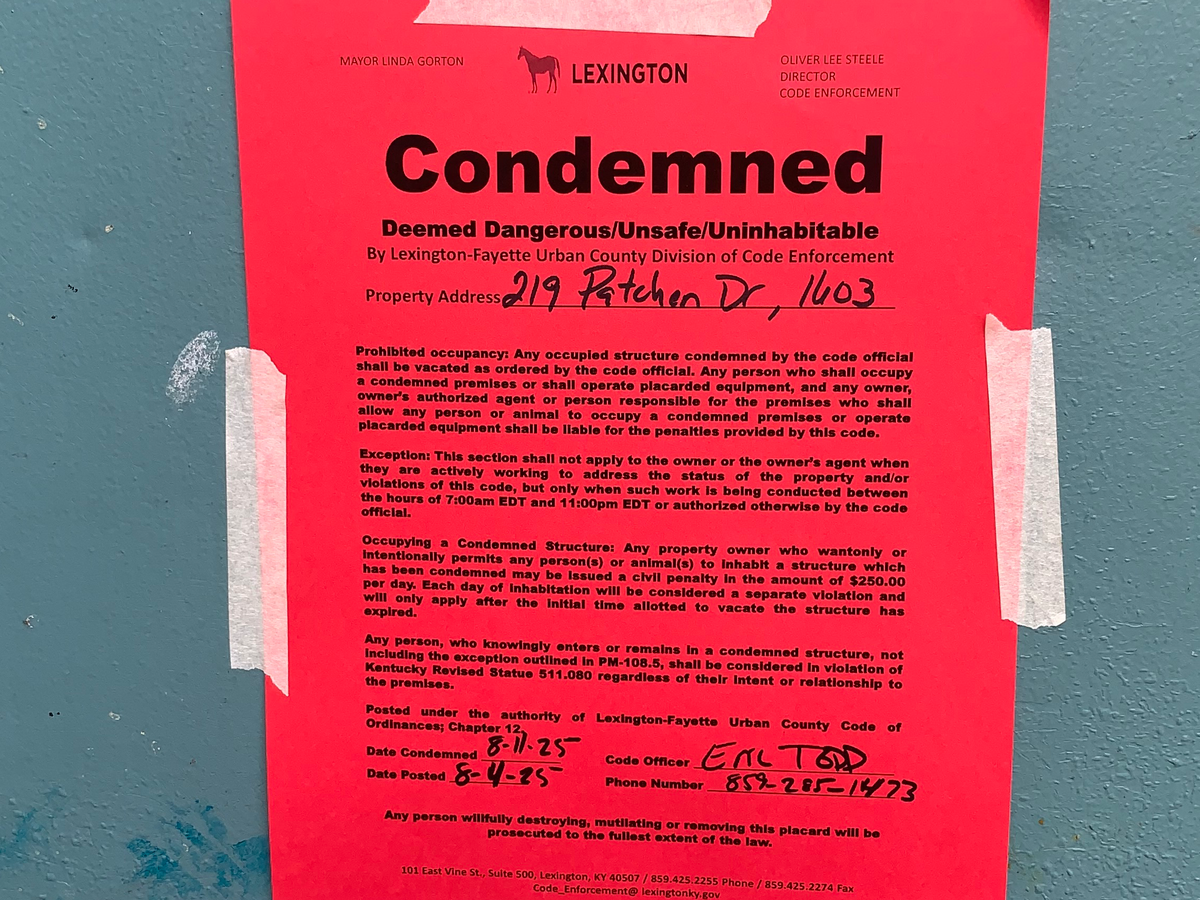 MAYOR LINDA GORTON
LEXINGTON
OLIVER LEE STEELE
DIRECTOR
CODE ENFORCEMENT
Condemned
Deemed Dangerous/Unsafe/Uninhabitable
By Lexington-Fayette Urban County Division of Code Enforcement
Property Address 219 Patchen Dr, 1603
Prohibited occupancy: Any occupied structure condemned by the code official
shall be vacated as ordered by the code official. Any person who shall occupy
a condemned premises or shall operate placarded equipment, and any owner,
owner's authorized agent or person responsible for the premises who shall
allow any person or animal to occupy a condemned premises or operate
placarded equipment shall be liable for the penalties provided by this code.
Exception: This section shall not apply to the owner or the owner's agent when
they are actively working to address the status of the property and/or
violations of this code, but only when such work is being conducted between
the hours of 7:00am EDT and 11:00pm EDT or authorized otherwise by the code
official.
Occupying a Condemned Structure: Any property owner who wantonly or
intentionally permits any person(s) or animal(s) to inhabit a structure which
has been condemned may be issued a civil penalty in the amount of $250.00
per day. Each day of inhabitation will be considered a separate violation and
will only apply after the initial time allotted to vacate the structure has
expired.
Any person, who knowingly enters or remains in a condemned structure, not
including the exception outlined in PM-108.5, shall be considered in violation of
Kentucky Revised Statue 511.080 regardless of their intent or relationship to
the premises.
Posted under the authority of Lexington-Fayette Urban County Code of
Ordinances; Chapter 12.
Date Condemned 8-11-25
Code Officer Eric Todd
Date Posted 8-4-25
Phone Number 859-285-1473
Any person willfully destroying, mutilating or removing this placard will be
prosecuted to the fullest extent of the law.
101 East Vine St., Suite 500, Lexington, KY 40507 / 859.425.2255 Phone / 859.425.2274 Fax
Code_Enforcement@ lexingtonky.gov